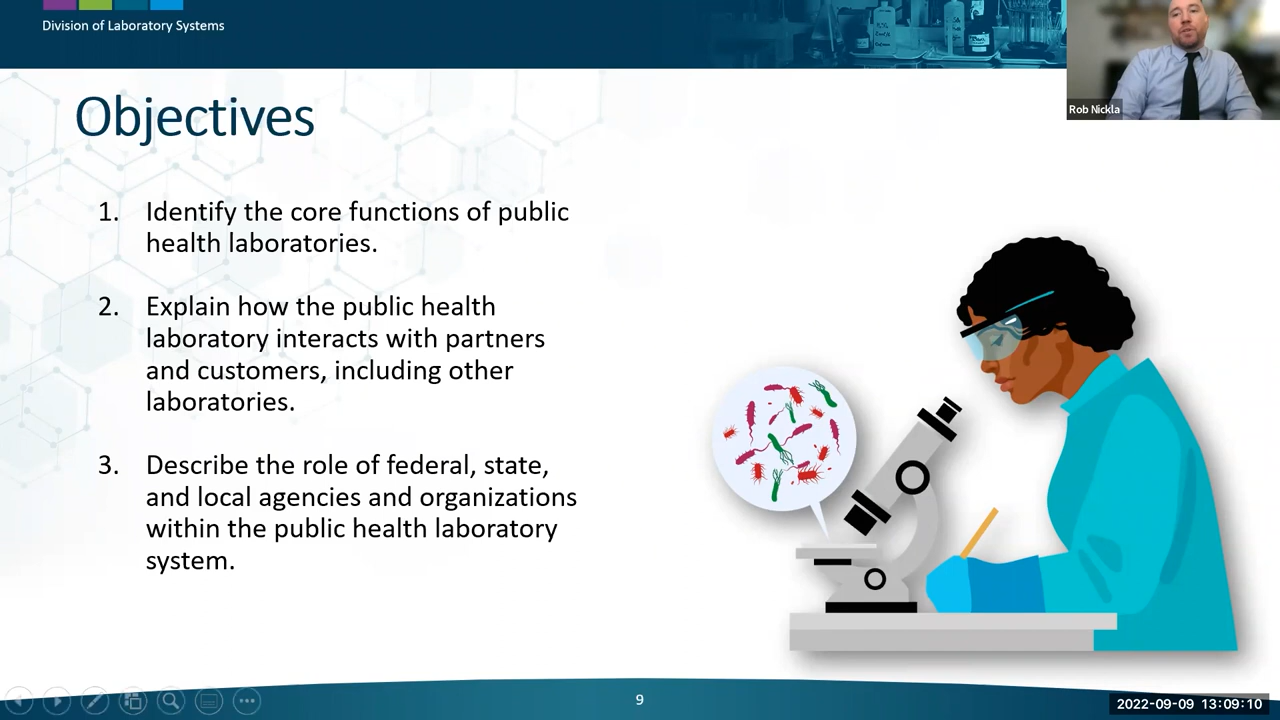 Division of Laboratory Systems
Rob Nickla
Objectives
1. Identify the core functions of public
health laboratories.
2. Explain how the public health
laboratory interacts with partners
and customers, including other
laboratories.
3. Describe the role of federal, state,
and local agencies and organizations
within the public health laboratory
system.
9
2022-09-09 13:09:10